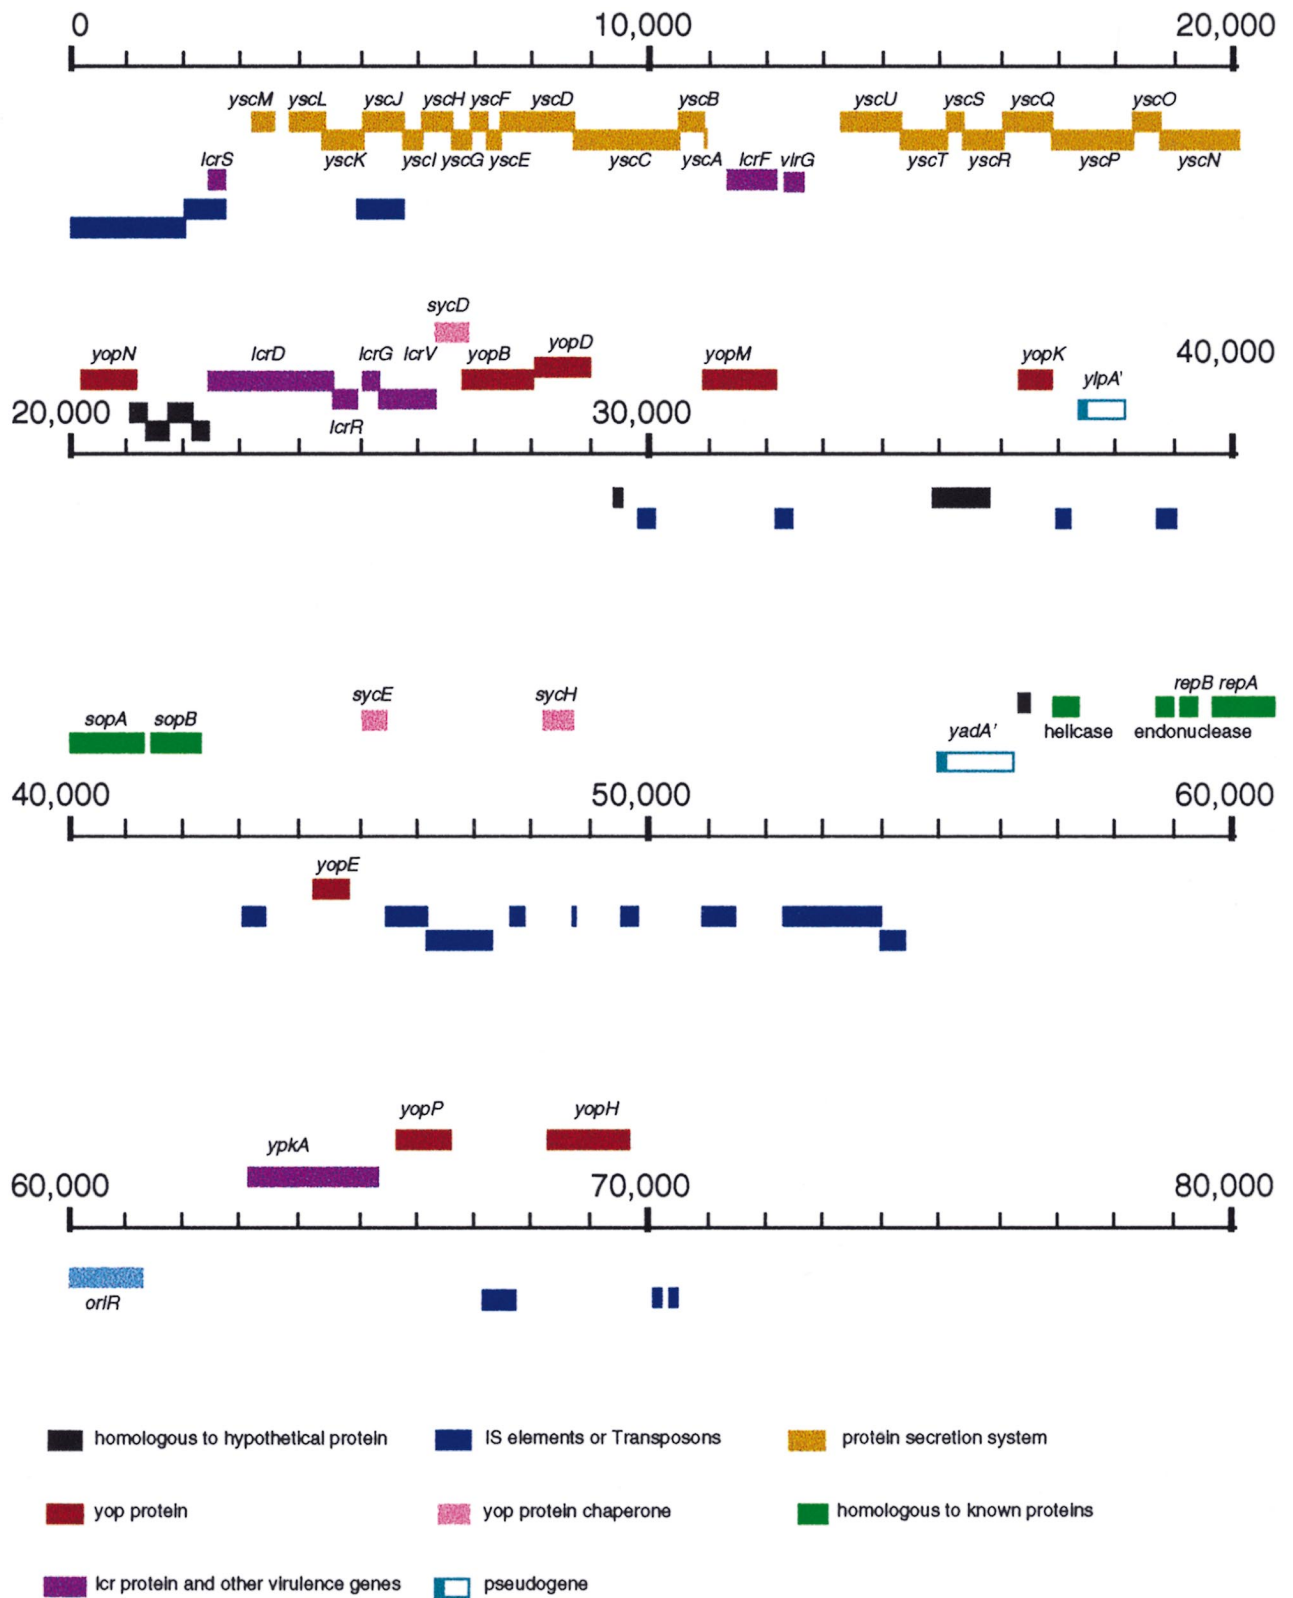 0 10,000 20,000
yscM yscL yscJ yscH yscF yscD yscB yscU yscS yscQ yscO
lcrS yscK yscI yscG yscE yscC yscA lcrF virG yscT yscR yscP yscN
sycD
yopN lcrD lcrG lcrV yopB yopD yopM yopK 40,000
ylpA'
20,000 lcrR 30,000
sycE sycH repB repA
sopA sopB yadA' helicase endonuclease
40,000 50,000 60,000
yopE
yopP yopH
ypkA
60,000 70,000 80,000
oriR
homologous to hypothetical protein IS elements or Transposons protein secretion system
yop protein yop protein chaperone homologous to known proteins
lcr protein and other virulence genes pseudogene